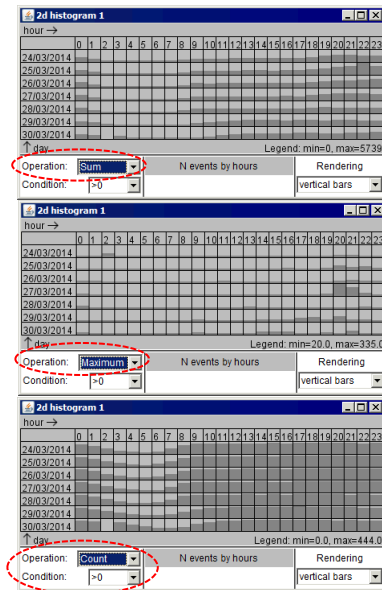 2d histogram 1
hour →
0 1 2 3 4 5 6 7 8 9 10 11 12 13 14 15 16 17 18 19 20 21 22 23
24/03/2014
25/03/2014
26/03/2014
27/03/2014
28/03/2014
29/03/2014
30/03/2014
↑ day Legend: min=0, max=5739
Operation: Sum N events by hours Rendering
Condition: >0 vertical bars
2d histogram 1
hour →
0 1 2 3 4 5 6 7 8 9 10 11 12 13 14 15 16 17 18 19 20 21 22 23
24/03/2014
25/03/2014
26/03/2014
27/03/2014
28/03/2014
29/03/2014
30/03/2014
↑ day Legend: min=20.0, max=335.0
Operation: Maximum N events by hours Rendering
Condition: >0 vertical bars
2d histogram 1
hour →
0 1 2 3 4 5 6 7 8 9 10 11 12 13 14 15 16 17 18 19 20 21 22 23
24/03/2014
25/03/2014
26/03/2014
27/03/2014
28/03/2014
29/03/2014
30/03/2014
↑ day Legend: min=0.0, max=444.0
Operation: Count N events by hours Rendering
Condition: >0 vertical bars